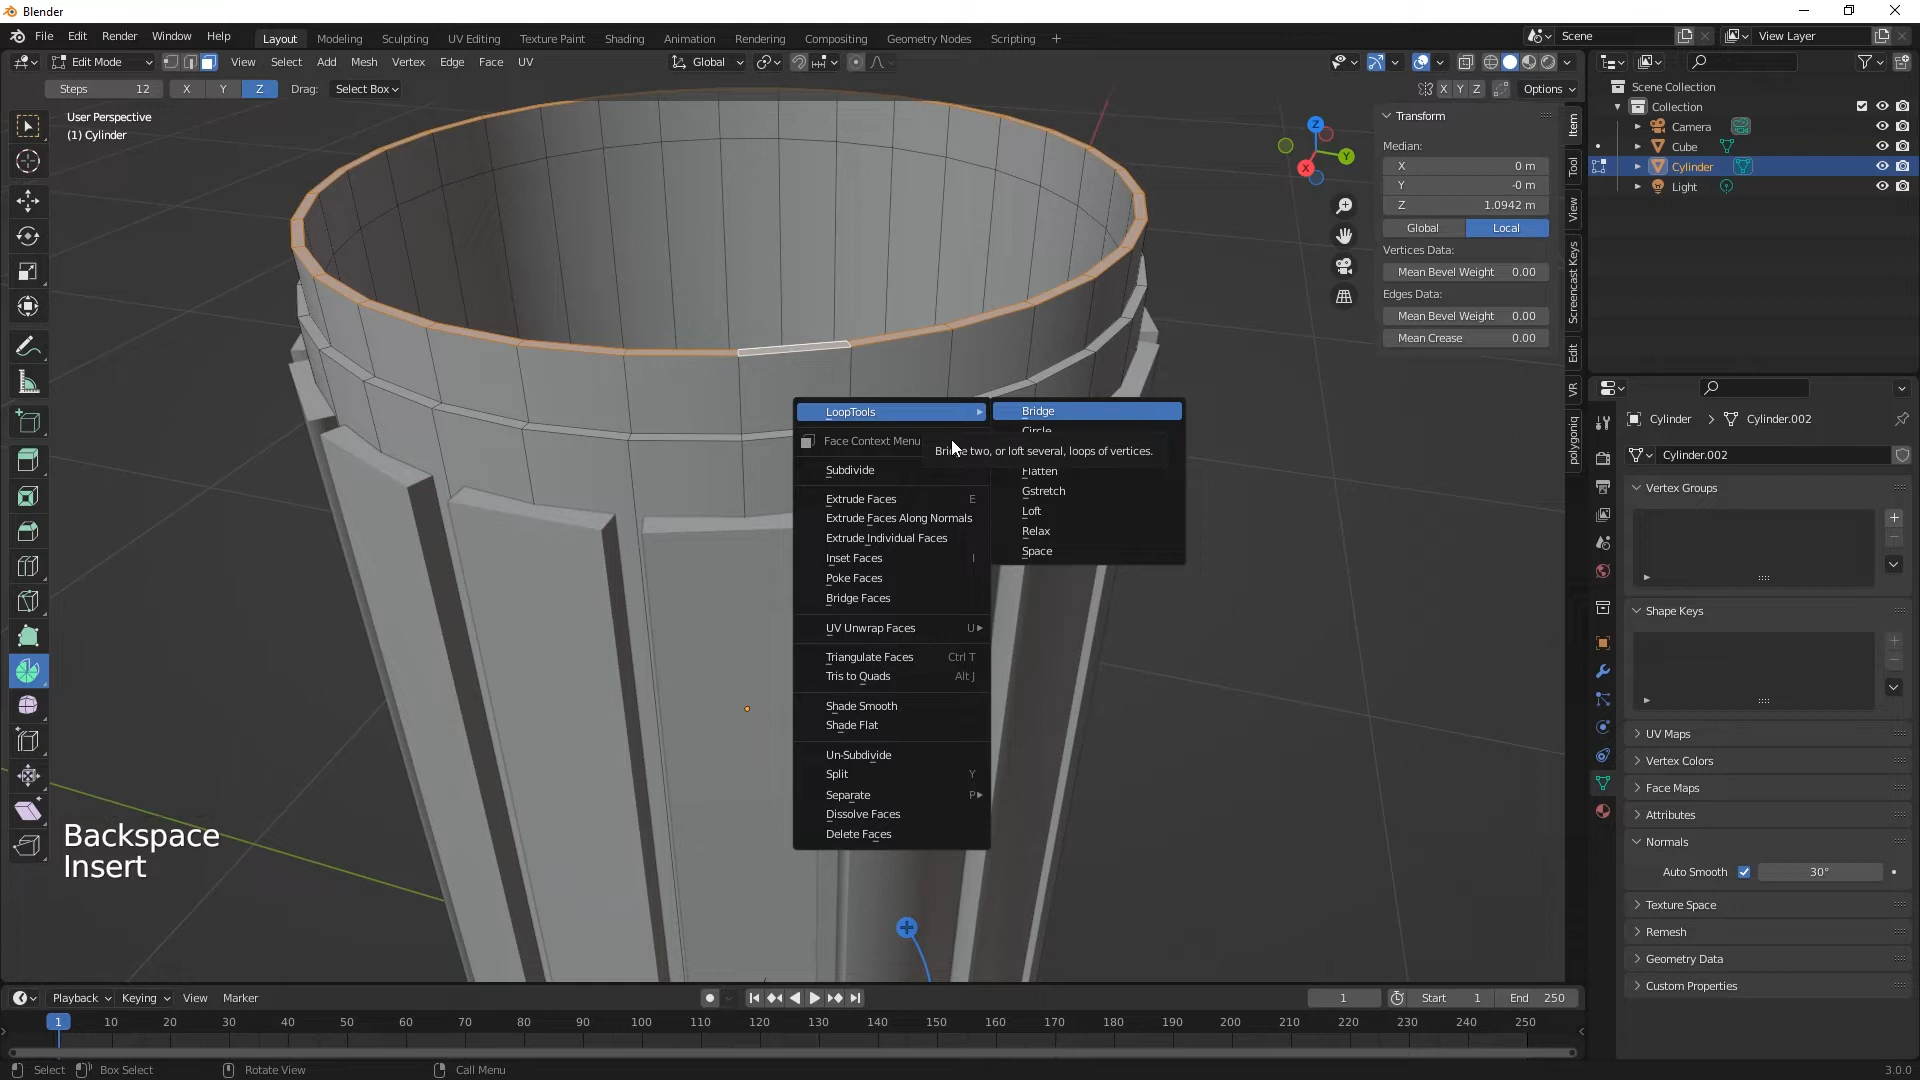 Blender
File Edit Render Window Help
Layout Modeling Sculpting UV Editing Texture Paint Shading Animation Rendering Compositing Geometry Nodes Scripting +
Scene View Layer
Edit Mode View Select Add Mesh Vertex Edge Face UV Global
Steps 12 X Y Z Drag: Select Box X Y Z Options
User Perspective
(1) Cylinder
Z
Y
X
Transform
Median:
X 0 m
Y -0 m
Z 1.0942 m
Global Local
Vertices Data:
Mean Bevel Weight 0.00
Edges Data:
Mean Bevel Weight 0.00
Mean Crease 0.00
Item
Tool
View
Screencast Keys
Edit
VR
polygoniq
Scene Collection
Collection
Camera
Cube
Cylinder
Light
Cylinder > Cylinder.002
Cylinder.002
Vertex Groups
Shape Keys
UV Maps
Vertex Colors
Face Maps
Attributes
Normals
Auto Smooth 30°
Texture Space
Remesh
Geometry Data
Custom Properties
LoopTools
Face Context Menu
Subdivide
Extrude Faces E
Extrude Faces Along Normals
Extrude Individual Faces
Inset Faces I
Poke Faces
Bridge Faces
UV Unwrap Faces U
Triangulate Faces Ctrl T
Tris to Quads Alt J
Shade Smooth
Shade Flat
Un-Subdivide
Split Y
Separate P
Dissolve Faces
Delete Faces
Bridge
Circle
Bridge two, or loft several, loops of vertices.
Flatten
Gstretch
Loft
Relax
Space
Backspace
Insert
Playback Keying View Marker 1 Start 1 End 250
1 10 20 30 40 50 60 70 80 90 100 110 120 130 140 150 160 170 180 190 200 210 220 230 240 250
Select Box Select Rotate View Call Menu 3.0.0